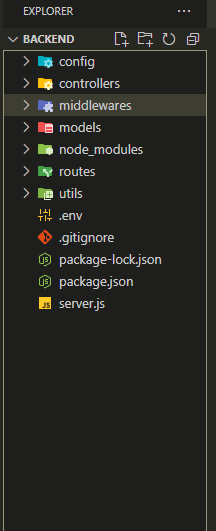 EXPLORER
BACKEND
config
controllers
middlewares
models
node_modules
routes
utils
.env
.gitignore
package-lock.json
package.json
server.js